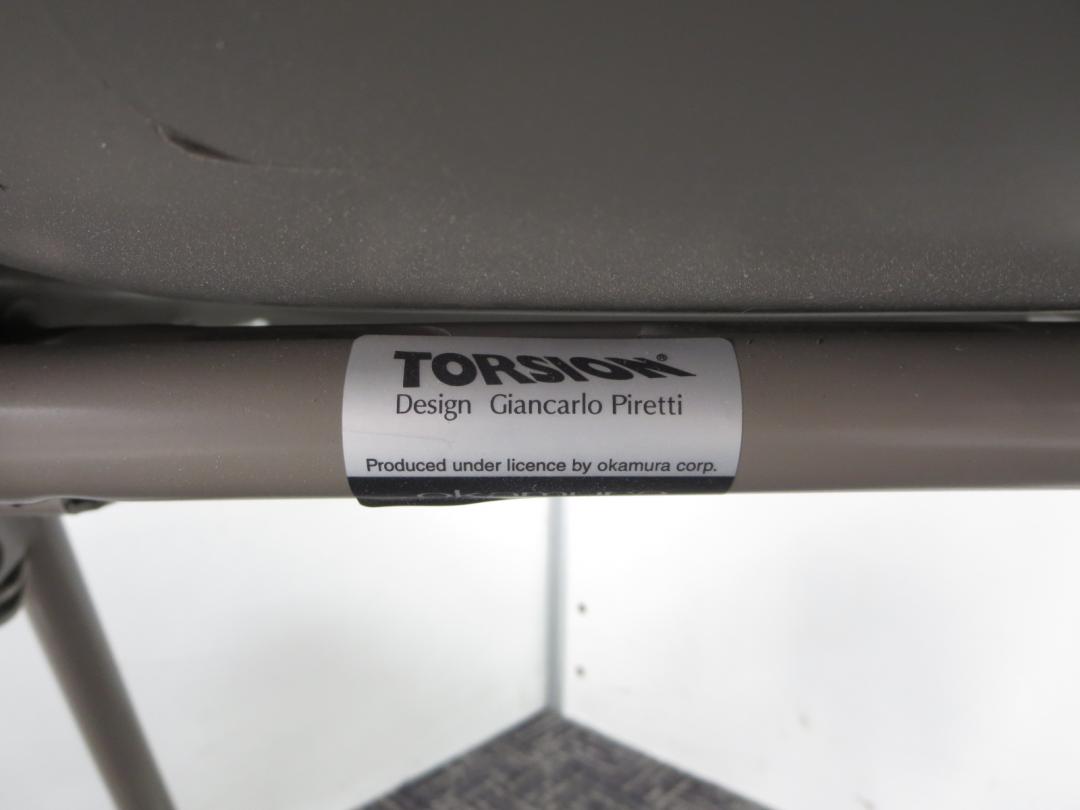 TORSION®
Design Giancarlo Piretti
Produced under licence by okamura corp.